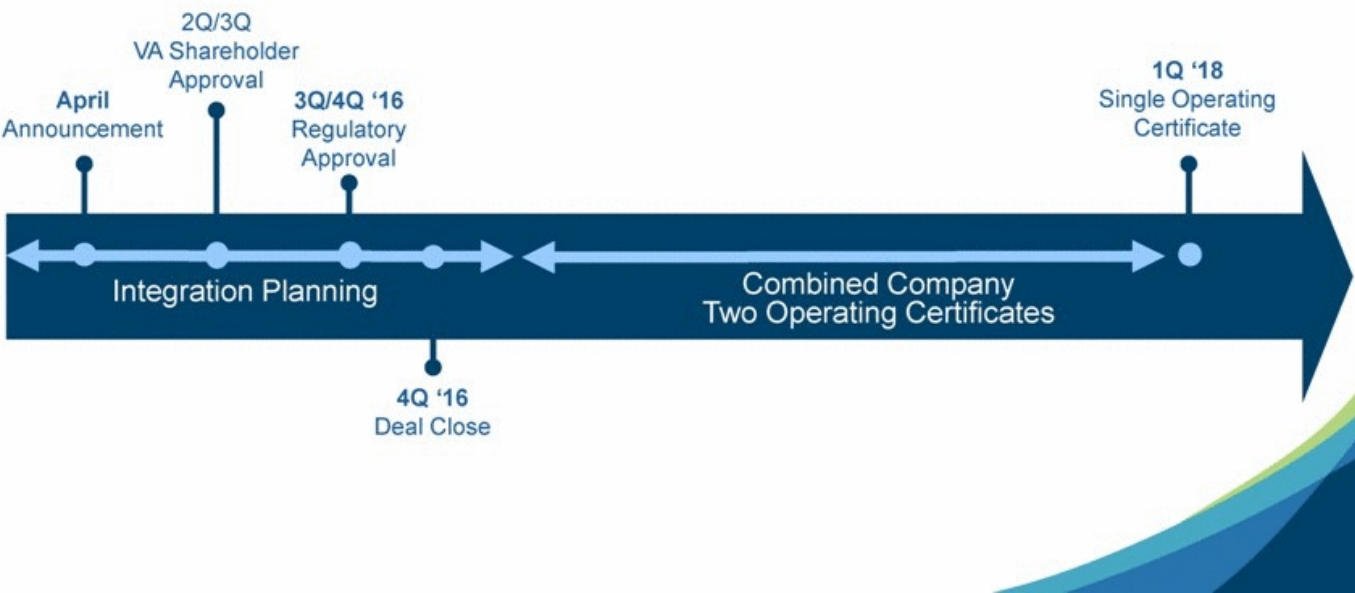 2Q/3Q
VA Shareholder
Approval
April
Announcement
3Q/4Q ‘16
Regulatory
Approval
1Q ‘18
Single Operating
Certificate
Integration Planning
Combined Company
Two Operating Certificates
4Q ‘16
Deal Close